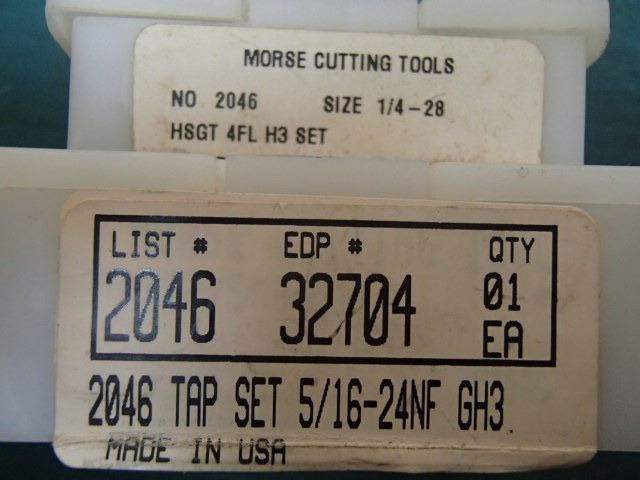 MORSE CUTTING TOOLS
NO 2046 SIZE 1/4-28
HSGT 4FL H3 SET
LIST # EDP # QTY
2046 32704 01
EA
2046 TAP SET 5/16-24NF GH3
MADE IN USA